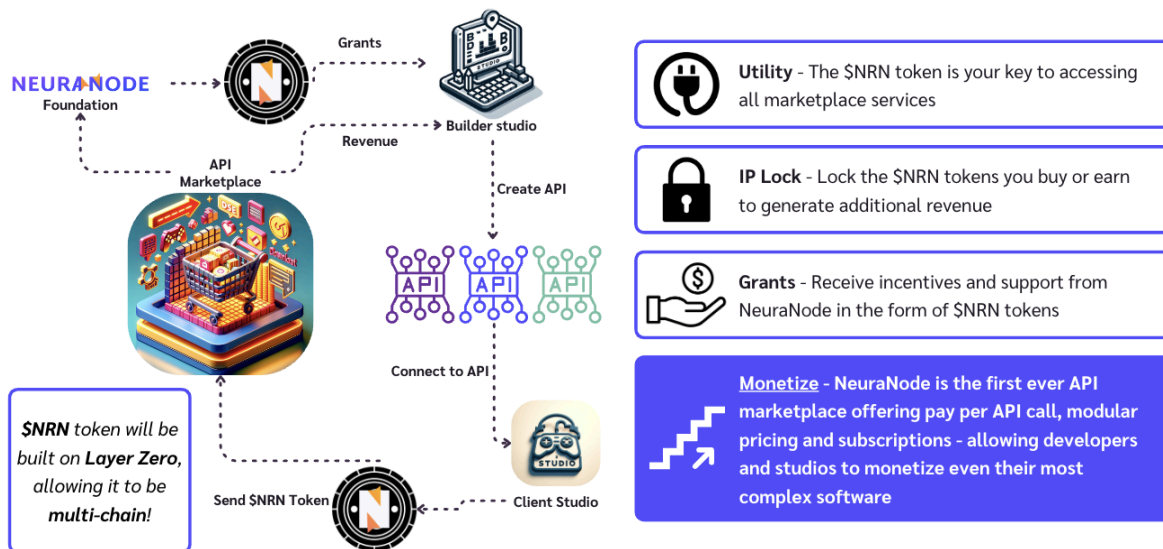 Grants
NEURANODE
Foundation
STUDIO
Builder studio
Revenue
API
Marketplace
Create API
API API API
Connect to API
STUDIO
Client Studio
Send $NRN Token
$NRN token will be
built on Layer Zero,
allowing it to be
multi-chain!
Utility - The $NRN token is your key to accessing
all marketplace services
IP Lock - Lock the $NRN tokens you buy or earn
to generate additional revenue
Grants - Receive incentives and support from
NeuraNode in the form of $NRN tokens
Monetize - NeuraNode is the first ever API
marketplace offering pay per API call, modular
pricing and subscriptions - allowing developers
and studios to monetize even their most
complex software